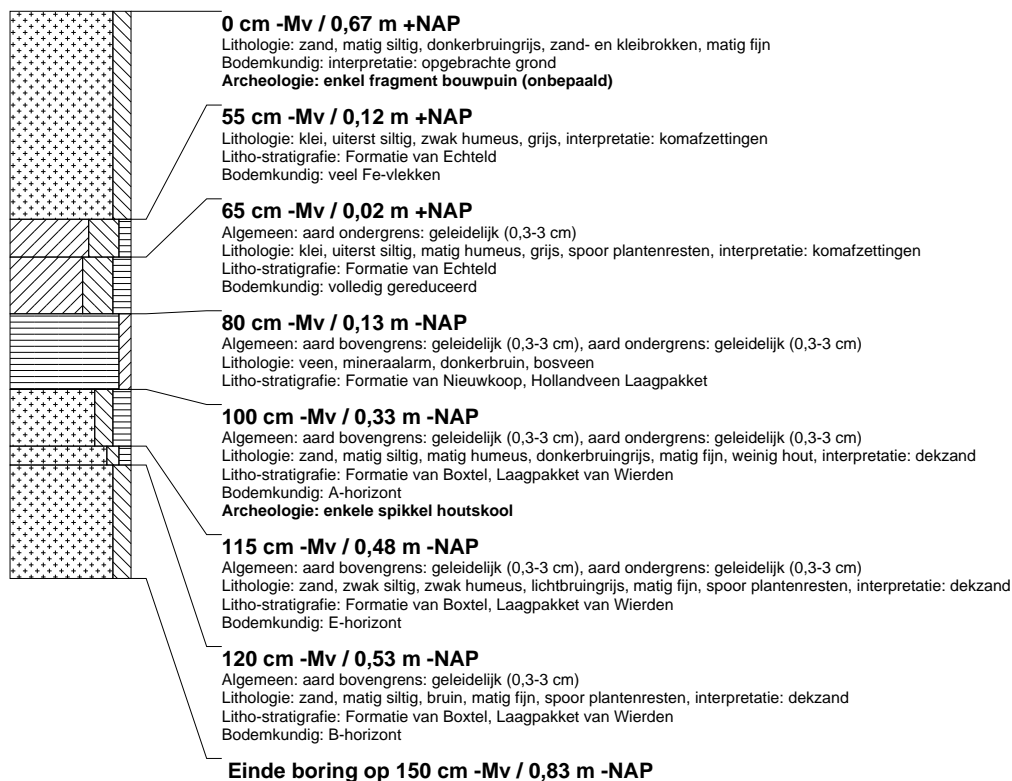 0 cm -Mv / 0,67 m +NAP
Lithologie: zand, matig siltig, donkerbruingrijs, zand- en kleibrokken, matig fijn
Bodemkundig: interpretatie: opgebrachte grond
Archeologie: enkel fragment bouwpuin (onbepaald)
55 cm -Mv / 0,12 m +NAP
Lithologie: klei, uiterst siltig, zwak humeus, grijs, interpretatie: komafzettingen
Litho-stratigrafie: Formatie van Echteld
Bodemkundig: veel Fe-vlekken
65 cm -Mv / 0,02 m +NAP
Algemeen: aard ondergrens: geleidelijk (0,3-3 cm)
Lithologie: klei, uiterst siltig, matig humeus, grijs, spoor plantenresten, interpretatie: komafzettingen
Litho-stratigrafie: Formatie van Echteld
Bodemkundig: volledig gereduceerd
80 cm -Mv / 0,13 m -NAP
Algemeen: aard bovengrens: geleidelijk (0,3-3 cm), aard ondergrens: geleidelijk (0,3-3 cm)
Lithologie: veen, mineraalarm, donkerbruin, bosveen
Litho-stratigrafie: Formatie van Nieuwkoop, Hollandveen Laagpakket
100 cm -Mv / 0,33 m -NAP
Algemeen: aard bovengrens: geleidelijk (0,3-3 cm), aard ondergrens: geleidelijk (0,3-3 cm)
Lithologie: zand, matig siltig, matig humeus, donkerbruingrijs, matig fijn, weinig hout, interpretatie: dekzand
Litho-stratigrafie: Formatie van Boxtel, Laagpakket van Wierden
Bodemkundig: A-horizont
Archeologie: enkele spikkel houtskool
115 cm -Mv / 0,48 m -NAP
Algemeen: aard bovengrens: geleidelijk (0,3-3 cm), aard ondergrens: geleidelijk (0,3-3 cm)
Lithologie: zand, zwak siltig, zwak humeus, lichtbruingrijs, matig fijn, spoor plantenresten, interpretatie: dekzand
Litho-stratigrafie: Formatie van Boxtel, Laagpakket van Wierden
Bodemkundig: E-horizont
120 cm -Mv / 0,53 m -NAP
Algemeen: aard bovengrens: geleidelijk (0,3-3 cm)
Lithologie: zand, matig siltig, bruin, matig fijn, spoor plantenresten, interpretatie: dekzand
Litho-stratigrafie: Formatie van Boxtel, Laagpakket van Wierden
Bodemkundig: B-horizont
Einde boring op 150 cm -Mv / 0,83 m -NAP